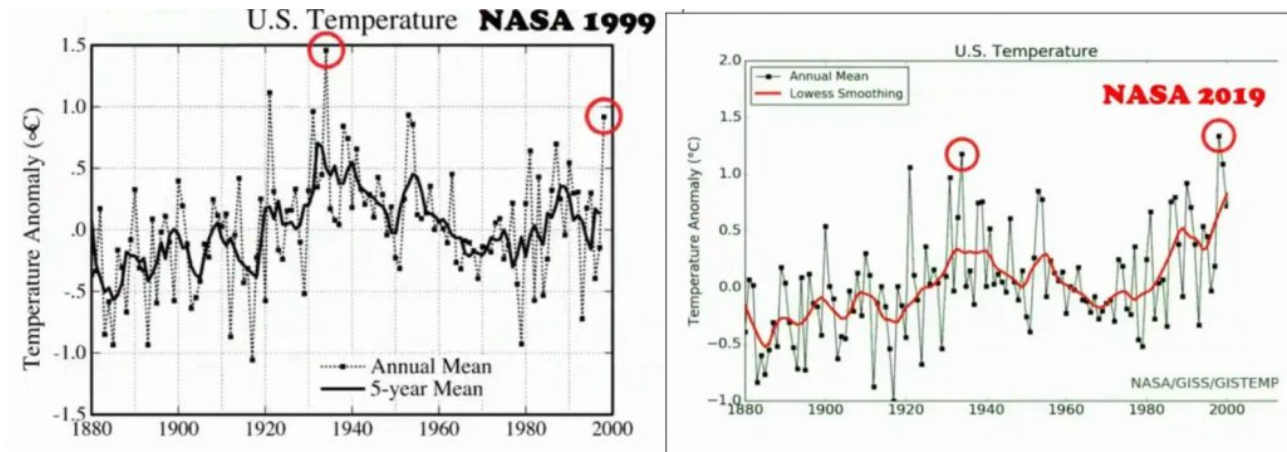 U.S. Temperature NASA 1999
1.5
1.0
.5
.0
-.5
-1.0
-1.5
Temperature Anomaly (∝C)
Annual Mean
5-year Mean
1880 1900 1920 1940 1960 1980 2000
U.S. Temperature
2.0
1.5
1.0
0.5
0.0
−0.5
−1.0
Temperature Anomaly (°C)
Annual Mean
Lowess Smoothing
NASA 2019
NASA/GISS/GISTEMP
1880 1900 1920 1940 1960 1980 2000